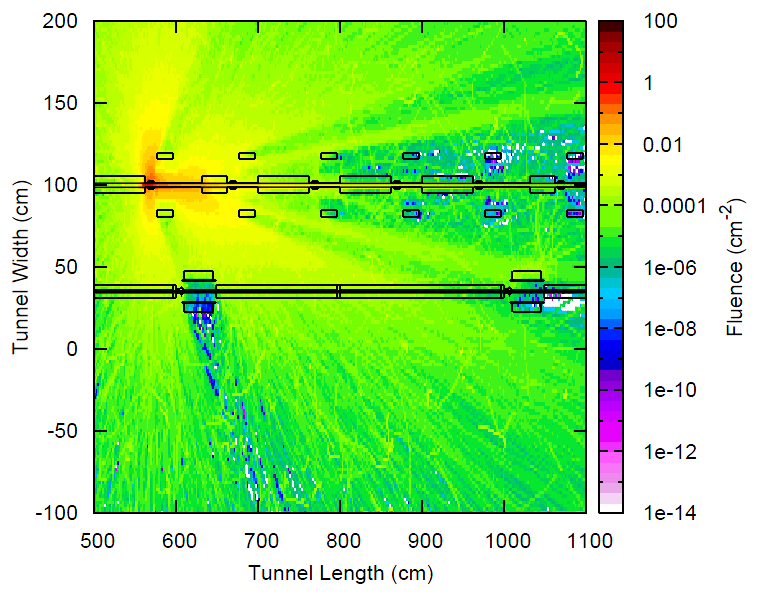 200
150
100
50
0
-50
-100
Tunnel Width (cm)
500 600 700 800 900 1000 1100
Tunnel Length (cm)
100
1
0.01
0.0001
1e-06
1e-08
1e-10
1e-12
1e-14
Fluence (cm⁻²)